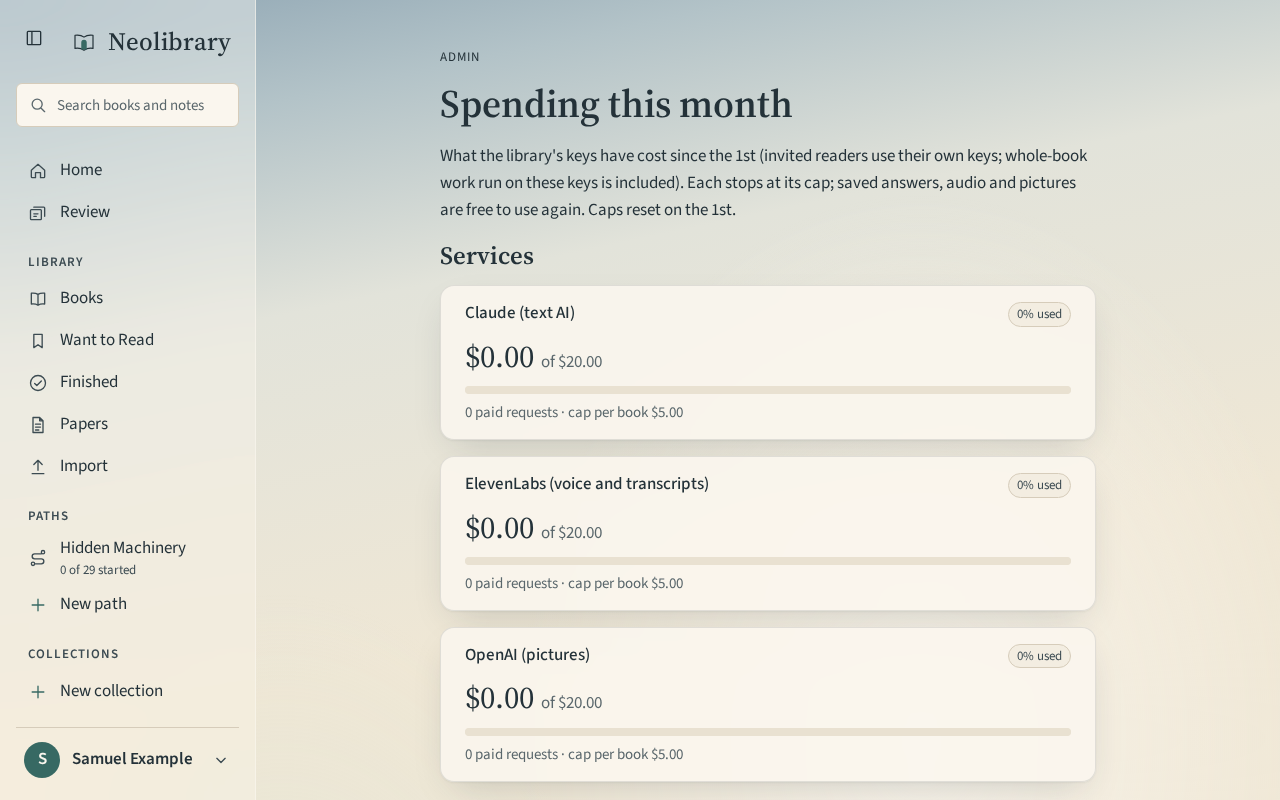 Neolibrary
Search books and notes
Home
Review
LIBRARY
Books
Want to Read
Finished
Papers
Import
PATHS
Hidden Machinery
0 of 29 started
New path
COLLECTIONS
New collection
S
Samuel Example
ADMIN
Spending this month
What the library's keys have cost since the 1st (invited readers use their own keys; whole-book
work run on these keys is included). Each stops at its cap; saved answers, audio and pictures
are free to use again. Caps reset on the 1st.
Services
Claude (text AI)
0% used
$0.00 of $20.00
0 paid requests · cap per book $5.00
ElevenLabs (voice and transcripts)
0% used
$0.00 of $20.00
0 paid requests · cap per book $5.00
OpenAI (pictures)
0% used
$0.00 of $20.00
0 paid requests · cap per book $5.00